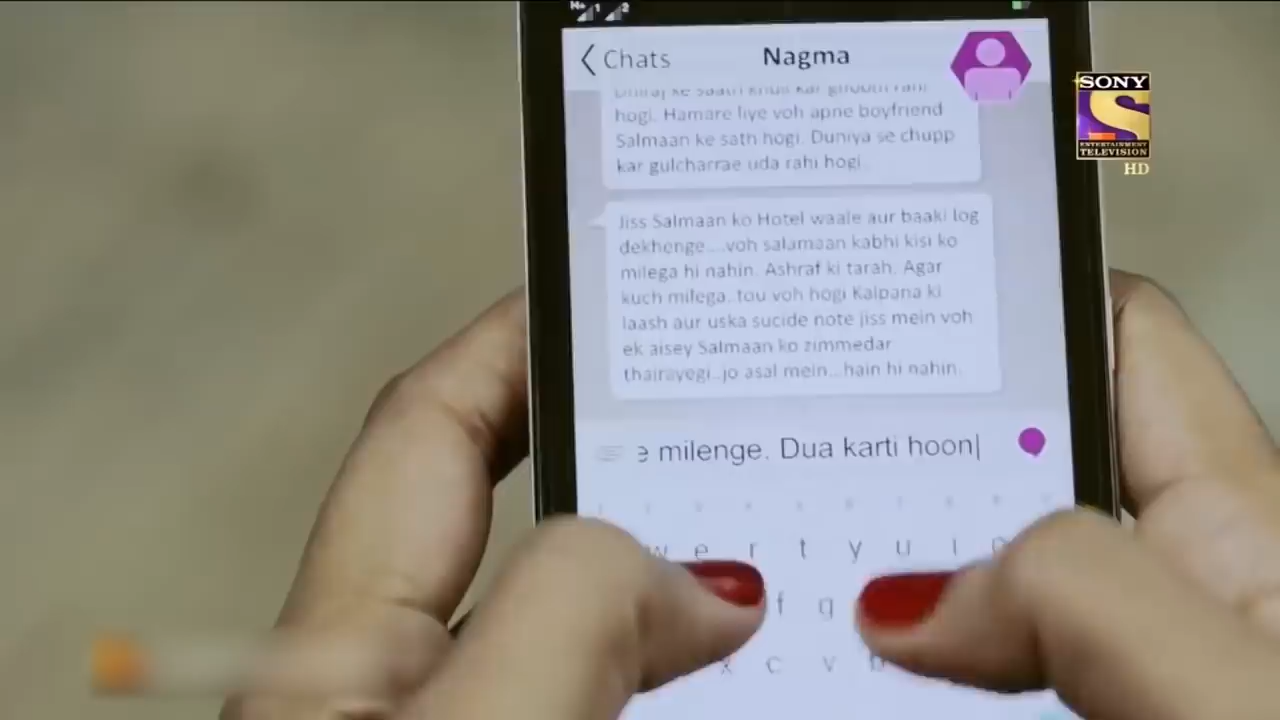 Chats
Nagma
SONY
ENTERTAINMENT
TELEVISION
HD
hogi. Hamare liye voh apne boyfriend
Salmaan ke sath hogi. Duniya se chupp
kar gulcharrae uda rahi hogi.
Jiss Salmaan ko Hotel waale aur baaki log
dekhenge....voh salamaan kabhi kisi ko
milega hi nahin. Ashraf ki tarah. Agar
kuch milega, tou voh hogi Kalpana ki
laash aur uska sucide note jiss mein voh
ek aisey Salmaan ko zimmedar
thairayegi..jo asal mein...hain hi nahin.
e milenge. Dua karti hoon
w e r t y u i
f g
x c v b